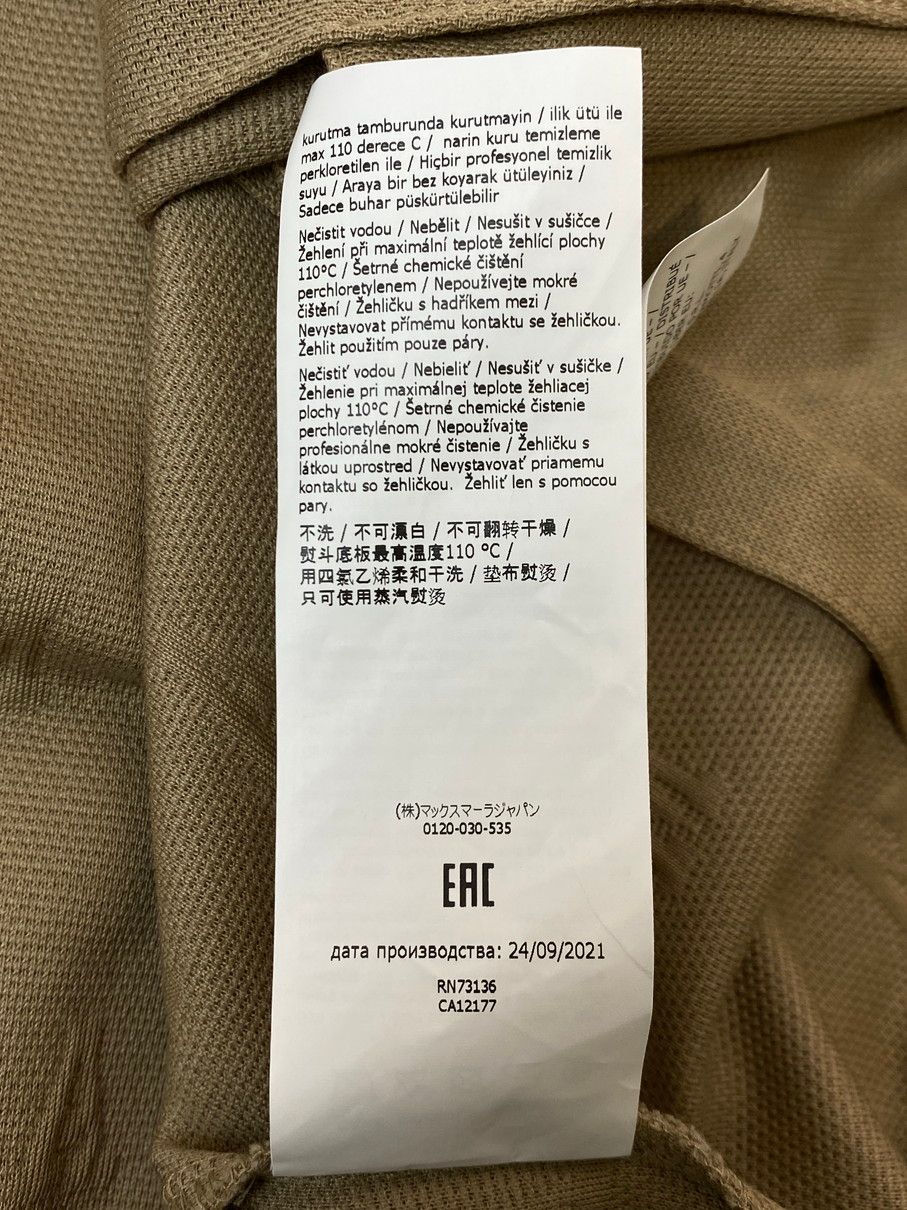 kurutma tamburunda kurutmayin / ilik ütü ile
max 110 derece C / narin kuru temizleme
perkloretilen ile / Hiçbir profesyonel temizlik
suyu / Araya bir bez koyarak ütüleyiniz /
Sadece buhar püskürtülebilir
Nečistit vodou / Nebělit / Nesušit v sušičce /
Žehlení při maximální teplotě žehlící plochy
110°C / Šetrné chemické čištění
perchloretylenem / Nepoužívejte mokré
čištění / Žehličku s hadříkem mezi /
Nevystavovat přímému kontaktu se žehličkou.
Žehlit použitím pouze páry.
Nečistiť vodou / Nebieliť / Nesušiť v sušičke /
Žehlenie pri maximálnej teplote žehliacej
plochy 110°C / Šetrné chemické čistenie
perchloretylénom / Nepoužívajte
profesionálne mokré čistenie / Žehličku s
látkou uprostred / Nevystavovať priamemu
kontaktu so žehličkou. Žehliť len s pomocou
pary.
不洗 / 不可漂白 / 不可翻转干燥 /
熨斗底板最高温度110 °C /
用四氯乙烯柔和干洗 / 垫布熨烫 /
只可使用蒸汽熨烫
(株)マックスマーラジャパン
0120-030-535
EAC
дата производства: 24/09/2021
RN73136
CA12177
UE - /
/ DISTRIBUÉ
POR UE - /